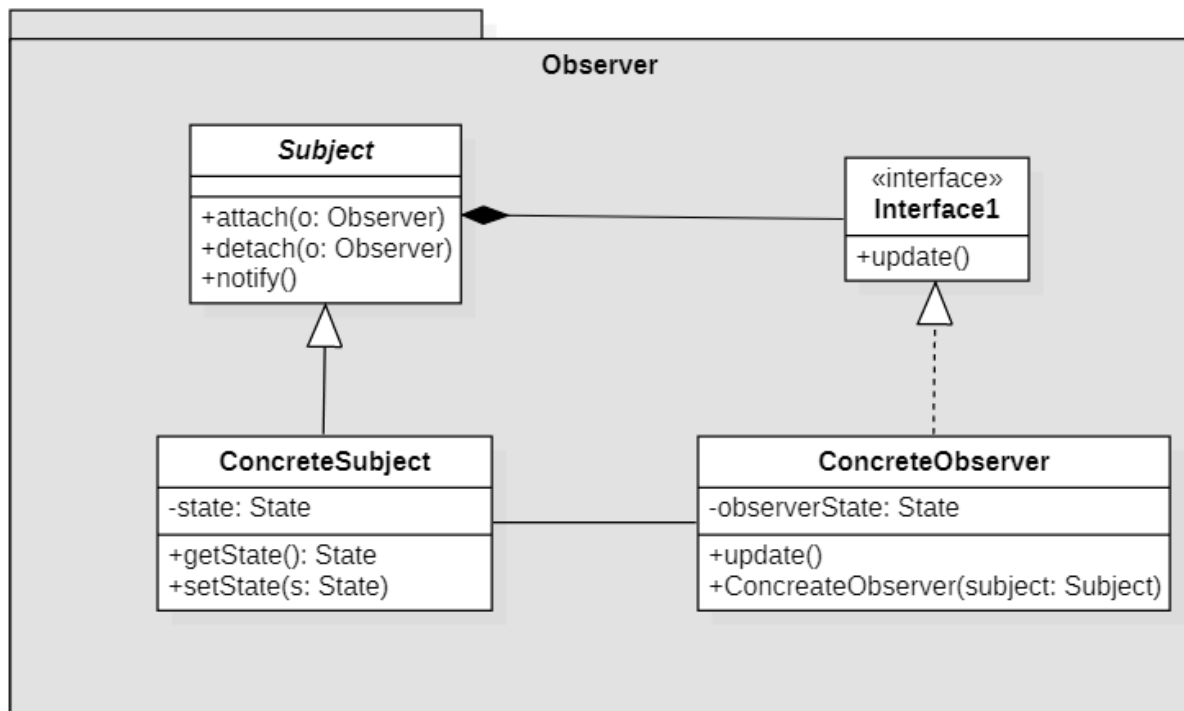 Observer
Subject
+attach(o: Observer)
+detach(o: Observer)
+notify()
«interface»
Interface1
+update()
ConcreteSubject
-state: State
+getState(): State
+setState(s: State)
ConcreteObserver
-observerState: State
+update()
+ConcreateObserver(subject: Subject)